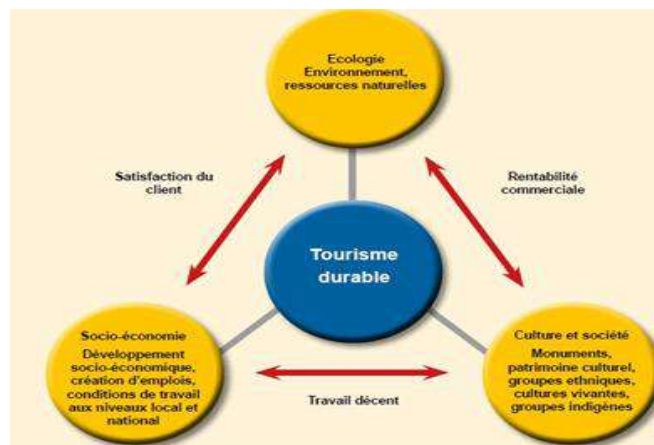 Ecologie
Environnement,
ressources naturelles
Satisfaction du
client
Rentabilité
commerciale
Tourisme
durable
Socio-économie
Développement
socio-économique,
création d'emplois,
conditions de travail
aux niveaux local et
national
Travail décent
Culture et société
Monuments,
patrimoine culturel,
groupes ethniques,
cultures vivantes,
groupes indigènes